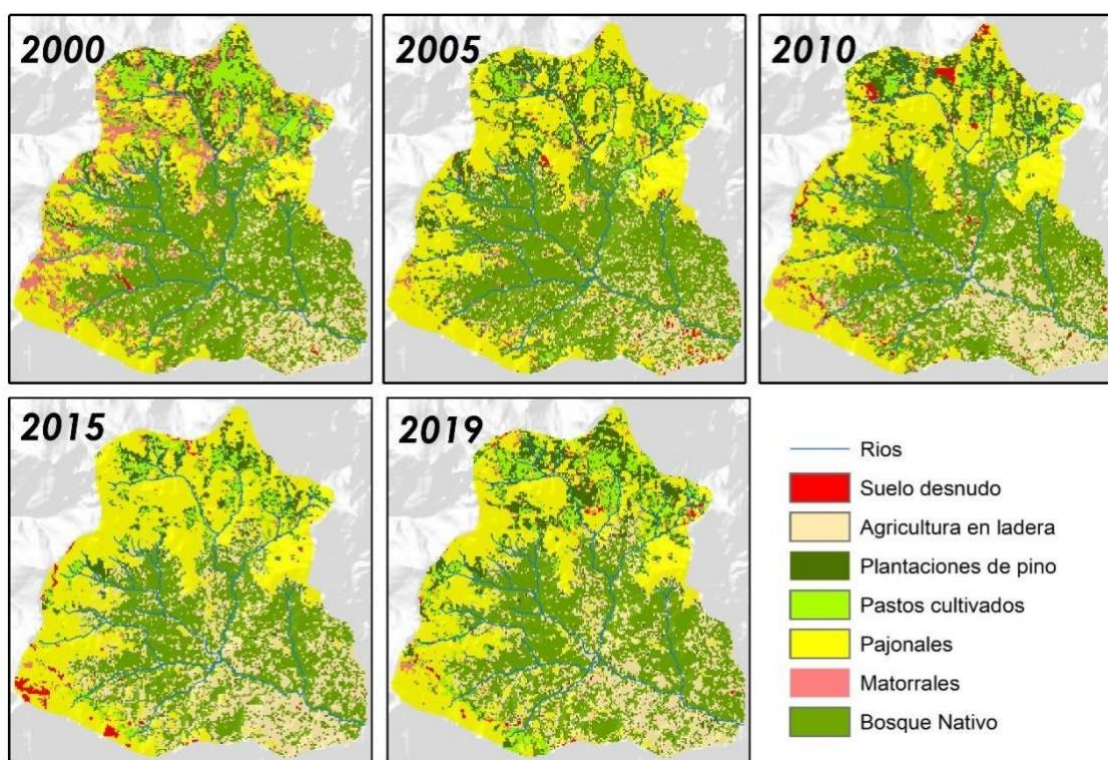 2000
2005
2010
2015
2019
Rios
Suelo desnudo
Agricultura en ladera
Plantaciones de pino
Pastos cultivados
Pajonales
Matorrales
Bosque Nativo